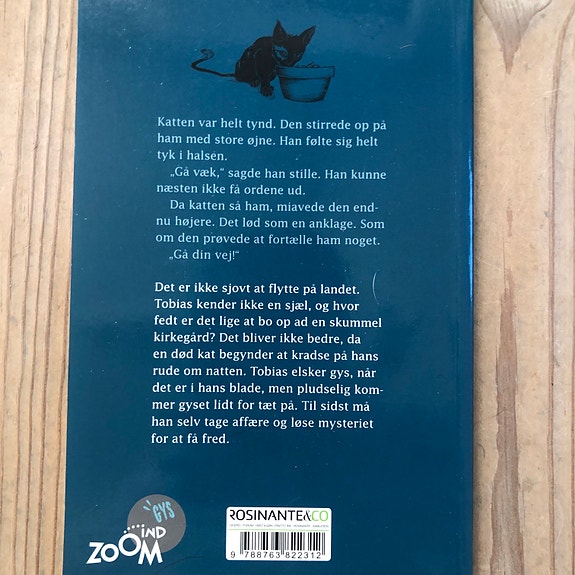 Katten var helt tynd. Den stirrede op på
ham med store øjne. Han følte sig helt
tyk i halsen.
„Gå væk,“ sagde han stille. Han kunne
næsten ikke få ordene ud.
Da katten så ham, miavede den end-
nu højere. Det lød som en anklage. Som
om den prøvede at fortælle ham noget.
„Gå din vej!“
Det er ikke sjovt at flytte på landet.
Tobias kender ikke en sjæl, og hvor
fedt er det lige at bo op ad en skummel
kirkegård? Det bliver ikke bedre, da
en død kat begynder at kradse på hans
rude om natten. Tobias elsker gys, når
det er i hans blade, men pludselig kom-
mer gyset lidt for tæt på. Til sidst må
han selv tage affære og løse mysteriet
for at få fred.
GYS
ZOOM IND
ROSINANTE&CO
9 788763 822312